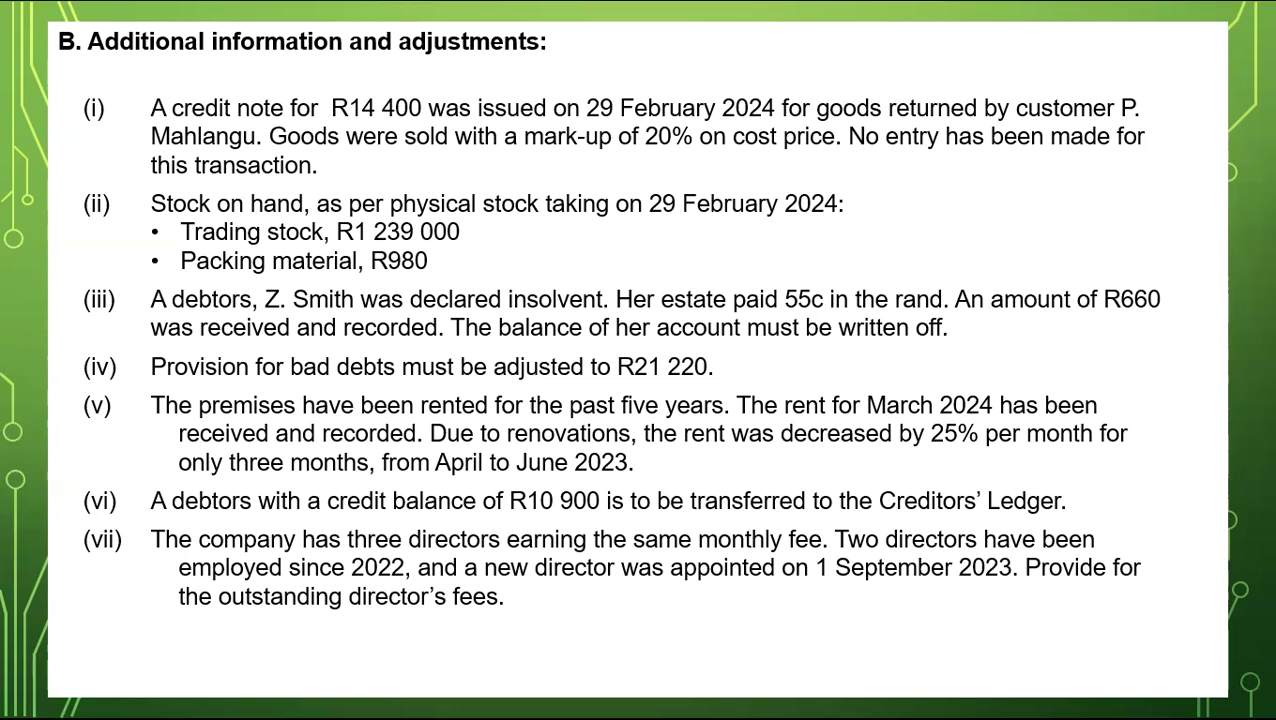 B. Additional information and adjustments:
(i) A credit note for R14 400 was issued on 29 February 2024 for goods returned by customer P.
Mahlangu. Goods were sold with a mark-up of 20% on cost price. No entry has been made for
this transaction.
(ii) Stock on hand, as per physical stock taking on 29 February 2024:
• Trading stock, R1 239 000
• Packing material, R980
(iii) A debtors, Z. Smith was declared insolvent. Her estate paid 55c in the rand. An amount of R660
was received and recorded. The balance of her account must be written off.
(iv) Provision for bad debts must be adjusted to R21 220.
(v) The premises have been rented for the past five years. The rent for March 2024 has been
received and recorded. Due to renovations, the rent was decreased by 25% per month for
only three months, from April to June 2023.
(vi) A debtors with a credit balance of R10 900 is to be transferred to the Creditors’ Ledger.
(vii) The company has three directors earning the same monthly fee. Two directors have been
employed since 2022, and a new director was appointed on 1 September 2023. Provide for
the outstanding director’s fees.